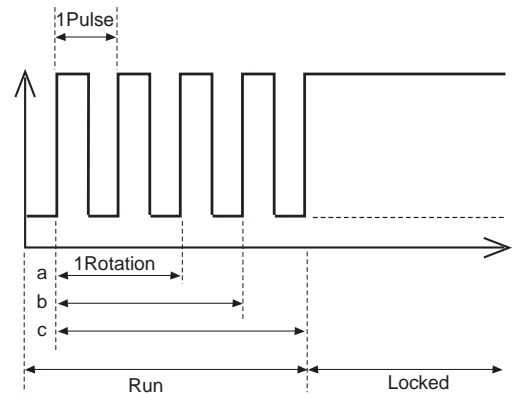 1Pulse
a 1Rotation
b
c
Run Locked